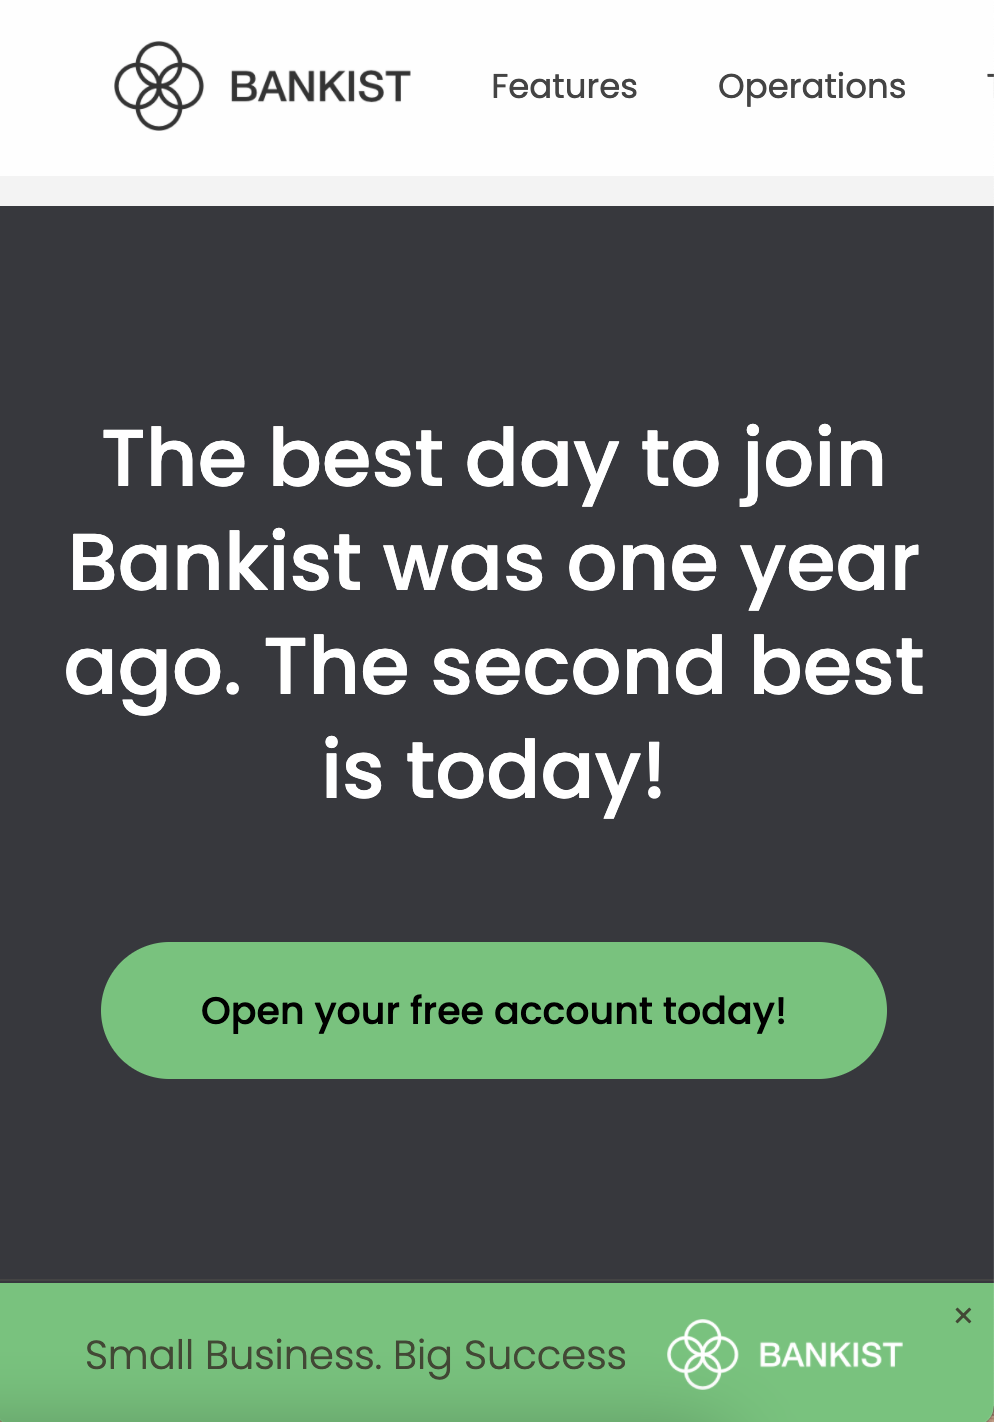 BANKIST Features Operations
The best day to join
Bankist was one year
ago. The second best
is today!
Open your free account today!
×
Small Business. Big Success BANKIST